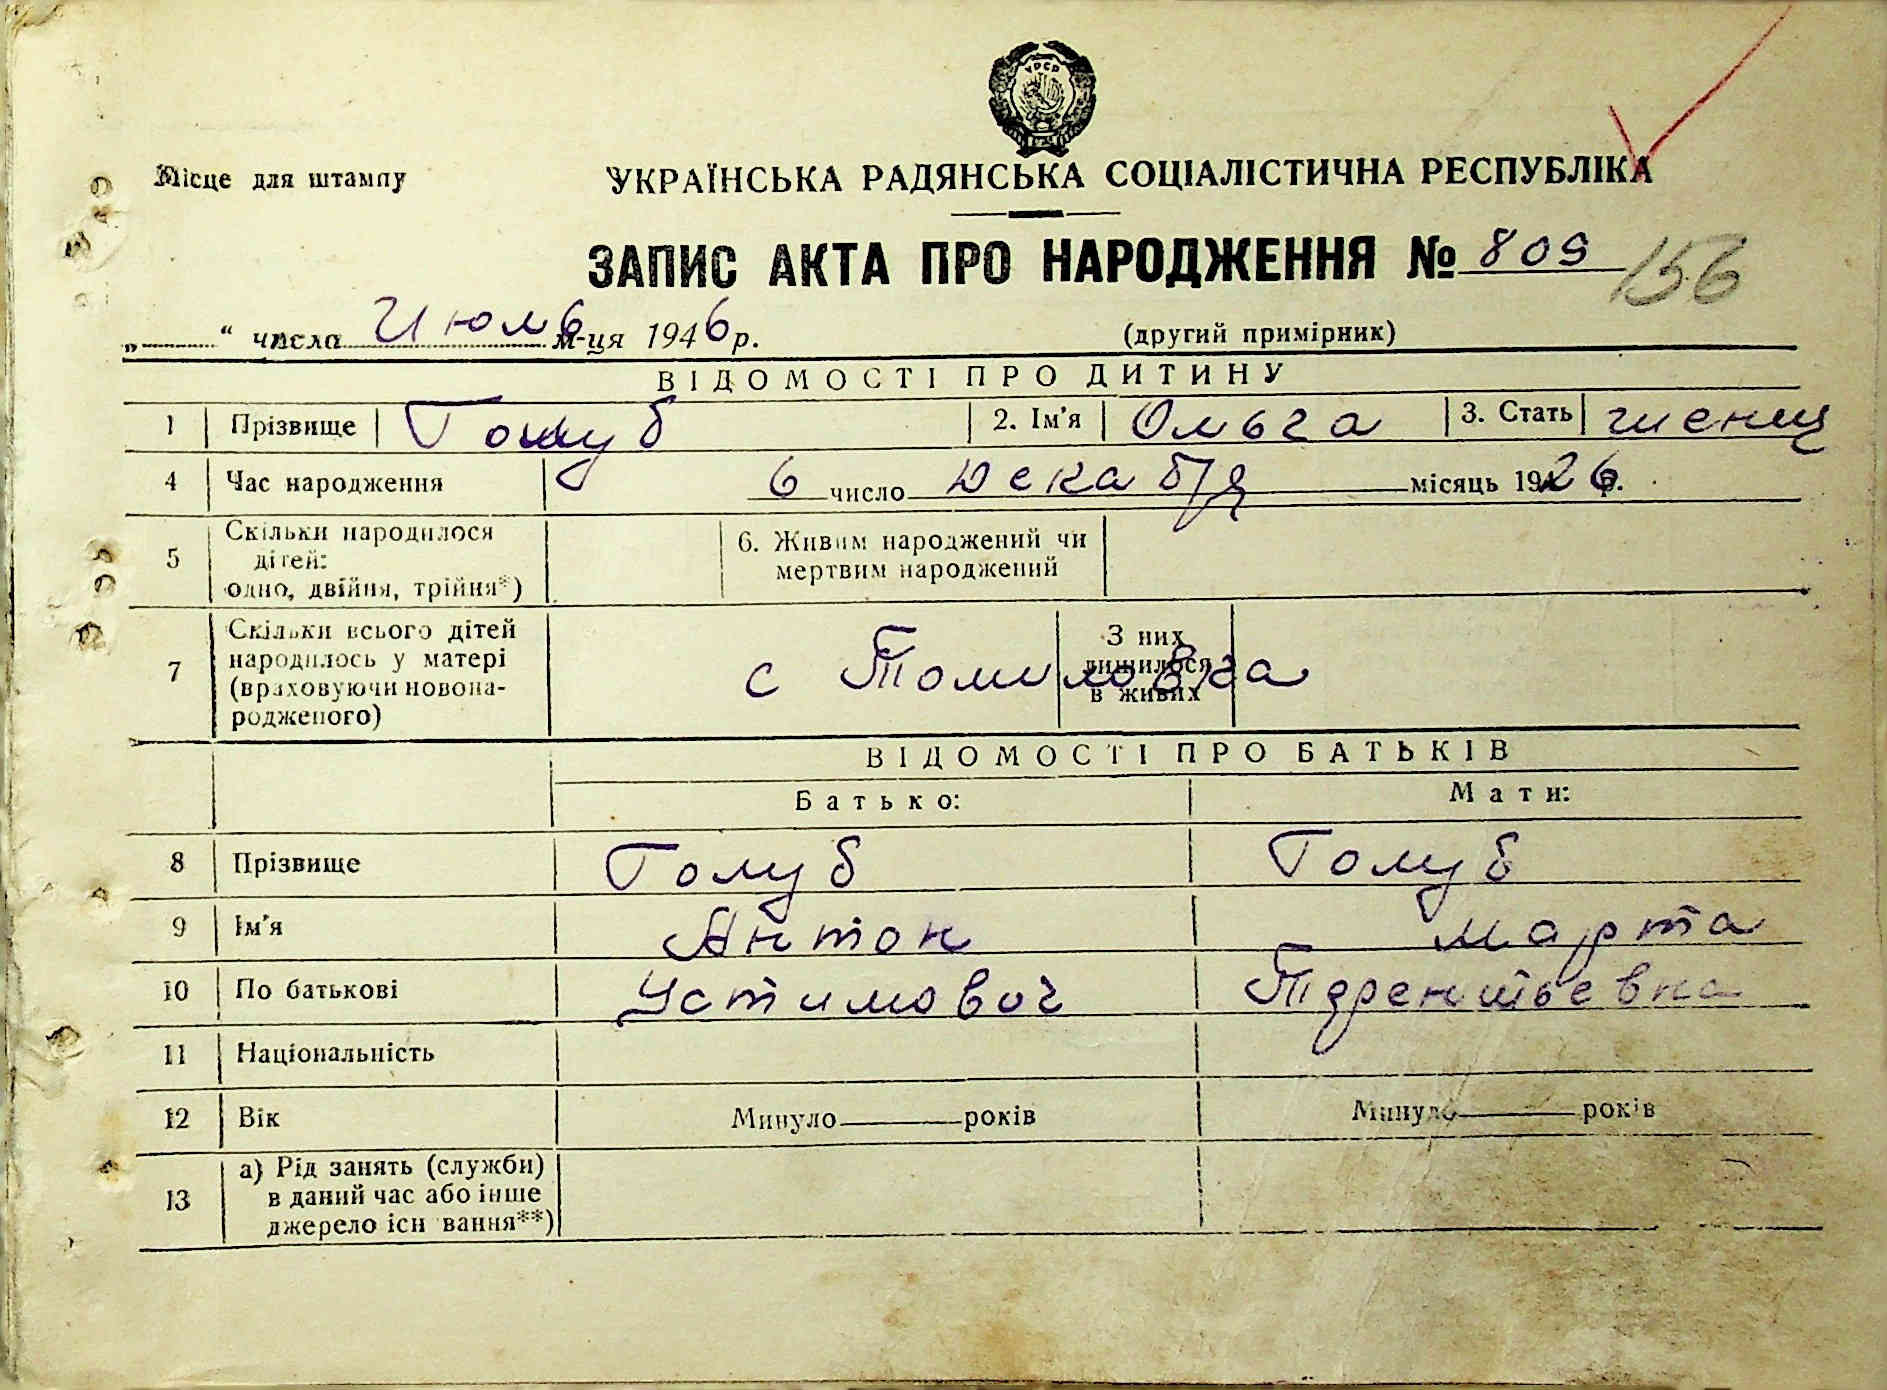 УРСР
Місце для штампу
УКРАЇНСЬКА РАДЯНСЬКА СОЦІАЛІСТИЧНА РЕСПУБЛІКА
ЗАПИС АКТА ПРО НАРОДЖЕННЯ № 809 156
„ “ числа Июль м-ця 1946 р. (другий примірник)
ВІДОМОСТІ ПРО ДИТИНУ
1 Прізвище Голуб 2. Ім'я Ольга 3. Стать женщ
4 Час народження 6 число Декабря місяць 1926 р.
5 Скільки народилося дітей: одно, двійня, трійня*) 6. Живим народжений чи мертвим народжений
7 Скільки всього дітей народилось у матері (враховуючи новонародженого) З них лишилося в живих
с Томиловка
ВІДОМОСТІ ПРО БАТЬКІВ
Батько: Мати:
8 Прізвище Голуб Голуб
9 Ім'я Антон Марта
10 По батькові Устимович Терентьевна
11 Національність
12 Вік Минуло років Минуло років
13 а) Рід занять (служби) в даний час або інше джерело існ вання**)